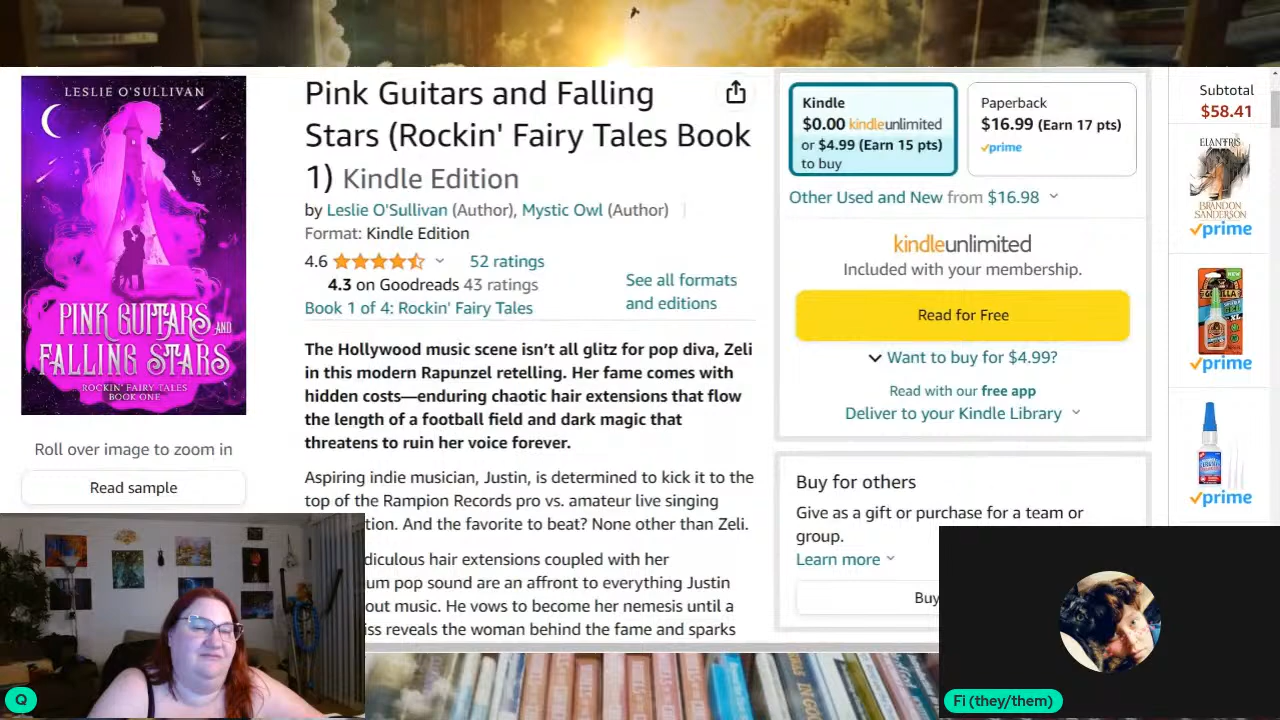 LESLIE O'SULLIVAN
PINK GUITARS AND
FALLING STARS
ROCKIN' FAIRY TALES
BOOK ONE
Roll over image to zoom in
Read sample
Pink Guitars and Falling
Stars (Rockin' Fairy Tales Book
1) Kindle Edition
by Leslie O'Sullivan (Author), Mystic Owl (Author)
Format: Kindle Edition
4.6
52 ratings
4.3 on Goodreads 43 ratings
Book 1 of 4: Rockin' Fairy Tales
See all formats
and editions
The Hollywood music scene isn’t all glitz for pop diva, Zeli
in this modern Rapunzel retelling. Her fame comes with
hidden costs—enduring chaotic hair extensions that flow
the length of a football field and dark magic that
threatens to ruin her voice forever.
Aspiring indie musician, Justin, is determined to kick it to the
top of the Rampion Records pro vs. amateur live singing
tion. And the favorite to beat? None other than Zeli.
diculous hair extensions coupled with her
um pop sound are an affront to everything Justin
out music. He vows to become her nemesis until a
iss reveals the woman behind the fame and sparks
Kindle
$0.00 kindleunlimited
or $4.99 (Earn 15 pts)
to buy
Paperback
$16.99 (Earn 17 pts)
prime
Other Used and New from $16.98
kindleunlimited
Included with your membership.
Read for Free
Want to buy for $4.99?
Read with our free app
Deliver to your Kindle Library
Buy for others
Give as a gift or purchase for a team or
group.
Learn more
Buy
Subtotal
$58.41
ELANTRIS
BRANDON
SANDERSON
prime
GORILLA
prime
prime
Q
Fi (they/them)